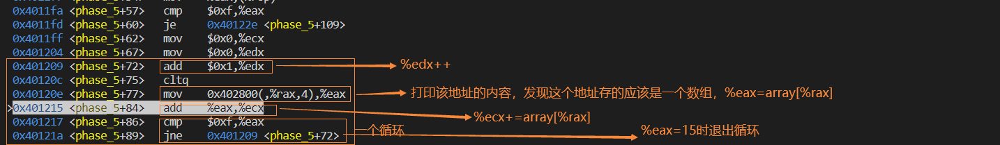 0x4011fa <phase_5+57> cmp $0xf,%eax
0x4011fd <phase_5+60> je 0x40122e <phase_5+109>
0x4011ff <phase_5+62> mov $0x0,%ecx
0x401204 <phase_5+67> mov $0x0,%edx
0x401209 <phase_5+72> add $0x1,%edx %edx++
0x40120c <phase_5+75> cltq
0x40120e <phase_5+77> mov 0x402800(,%rax,4),%eax 打印该地址的内容，发现这个地址存的应该是一个数组，%eax=array[%rax]
>0x401215 <phase_5+84> add %eax,%ecx
%ecx+=array[%rax]
0x401217 <phase_5+86> cmp $0xf,%eax
一个循环
%eax=15时退出循环
0x40121a <phase_5+89> jne 0x401209 <phase_5+72>